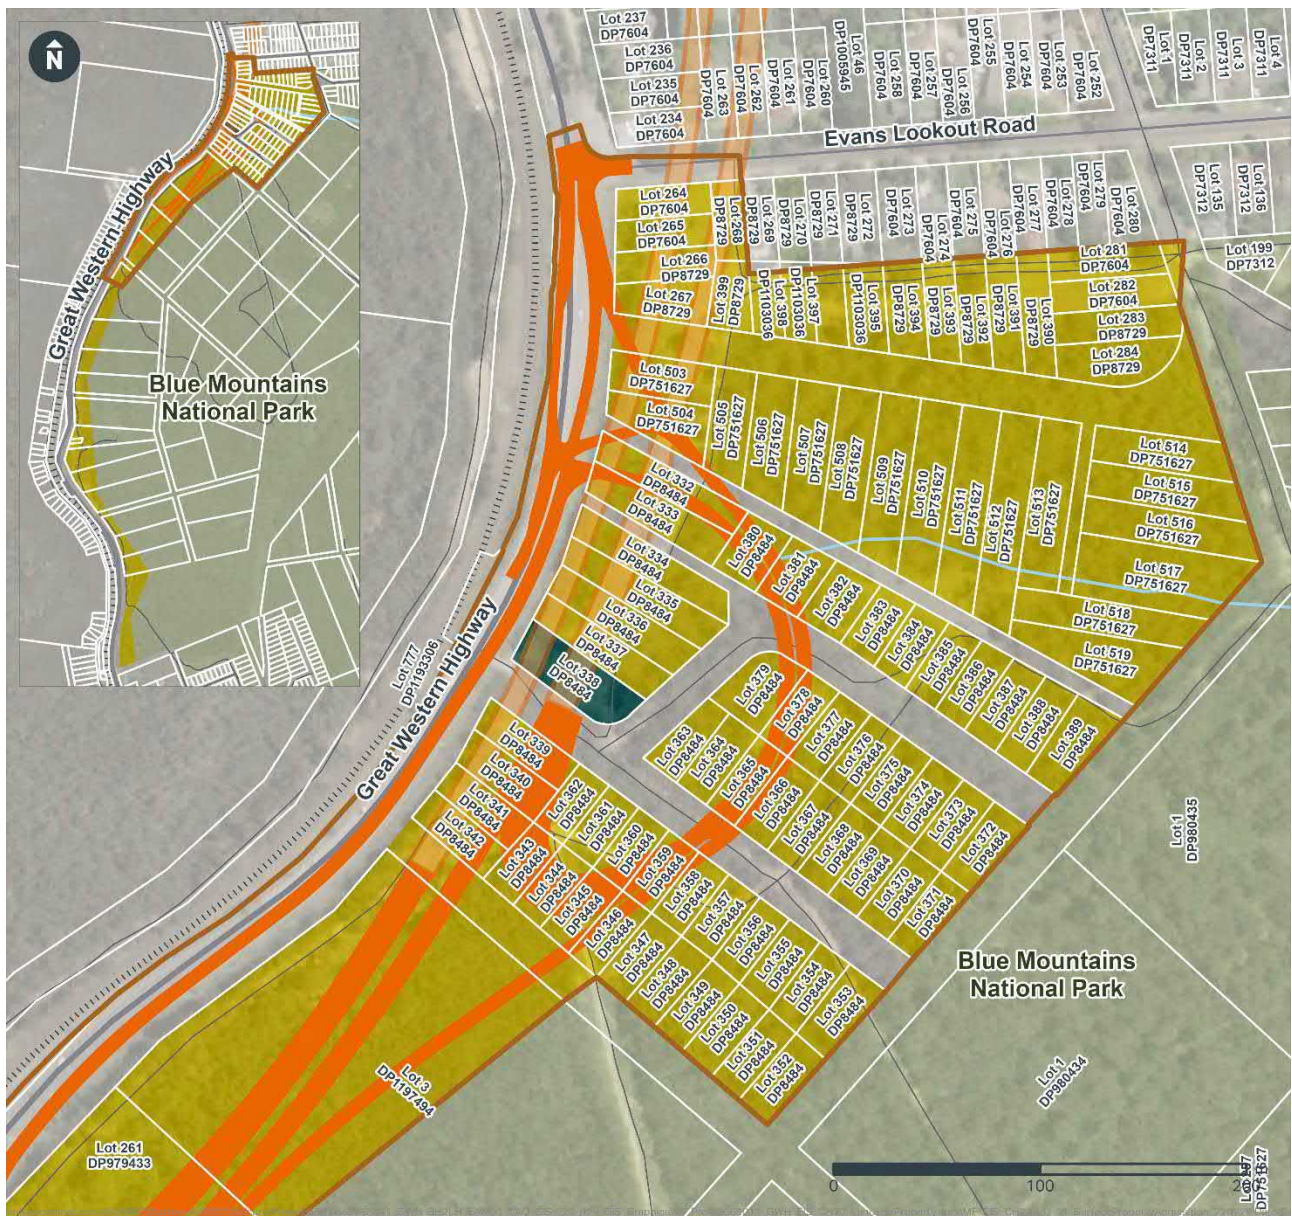 N
Great Western Highway
Blue Mountains
National Park
Lot 237
DP7604
Lot 236
DP7604
Lot 235
DP7604
Lot 234
DP7604
Lot 263
DP7604
Lot 262
DP7604
Lot 261
DP7604
Lot 260
DP7604
Lot 46
DP1005945
Lot 258
DP7604
Lot 257
DP7604
Lot 256
DP7604
Lot 255
DP7604
Lot 254
DP7604
Lot 253
DP7604
Lot 252
DP7604
Lot 1
DP7311
Lot 2
DP7311
Lot 3
DP7311
Lot 4
DP7311
Evans Lookout Road
Lot 264
DP7604
Lot 265
DP7604
Lot 266
DP8729
Lot 267
DP8729
Lot 268
DP8729
Lot 269
DP8729
Lot 270
DP8729
Lot 271
DP8729
Lot 272
DP8729
Lot 273
DP7604
Lot 274
DP7604
Lot 275
DP7604
Lot 276
DP7604
Lot 277
DP7604
Lot 278
DP7604
Lot 279
DP7604
Lot 280
DP7604
Lot 135
DP7312
Lot 136
DP7312
Lot 199
DP7312
Lot 281
DP7604
Lot 282
DP7604
Lot 283
DP8729
Lot 284
DP8729
Lot 399
DP8729
Lot 398
DP1103036
Lot 397
DP1103036
Lot 395
DP1103036
Lot 394
DP8729
Lot 393
DP8729
Lot 392
DP8729
Lot 391
DP8729
Lot 390
DP8729
Lot 503
DP751627
Lot 504
DP751627
Lot 505
DP751627
Lot 506
DP751627
Lot 507
DP751627
Lot 508
DP751627
Lot 509
DP751627
Lot 510
DP751627
Lot 511
DP751627
Lot 512
DP751627
Lot 513
DP751627
Lot 514
DP751627
Lot 515
DP751627
Lot 516
DP751627
Lot 517
DP751627
Lot 518
DP751627
Lot 519
DP751627
Lot 332
DP8484
Lot 333
DP8484
Lot 334
DP8484
Lot 335
DP8484
Lot 336
DP8484
Lot 337
DP8484
Lot 338
DP8484
Lot 380
DP8484
Lot 381
DP8484
Lot 382
DP8484
Lot 383
DP8484
Lot 384
DP8484
Lot 385
DP8484
Lot 386
DP8484
Lot 387
DP8484
Lot 388
DP8484
Lot 389
DP8484
Lot 777
DP1193306
Great Western Highway
Lot 379
DP8484
Lot 378
DP8484
Lot 377
DP8484
Lot 376
DP8484
Lot 375
DP8484
Lot 374
DP8484
Lot 373
DP8484
Lot 372
DP8484
Lot 363
DP8484
Lot 364
DP8484
Lot 365
DP8484
Lot 366
DP8484
Lot 367
DP8484
Lot 368
DP8484
Lot 369
DP8484
Lot 370
DP8484
Lot 371
DP8484
Lot 339
DP8484
Lot 340
DP8484
Lot 341
DP8484
Lot 342
DP8484
Lot 362
DP8484
Lot 361
DP8484
Lot 360
DP8484
Lot 359
DP8484
Lot 358
DP8484
Lot 357
DP8484
Lot 356
DP8484
Lot 355
DP8484
Lot 354
DP8484
Lot 353
DP8484
Lot 343
DP8484
Lot 344
DP8484
Lot 345
DP8484
Lot 346
DP8484
Lot 347
DP8484
Lot 348
DP8484
Lot 349
DP8484
Lot 350
DP8484
Lot 351
DP8484
Lot 352
DP8484
Lot 1
DP980435
Blue Mountains
National Park
Lot 1
DP980434
Lot 3
DP1197494
Lot 261
DP979433
DP751627
0
100